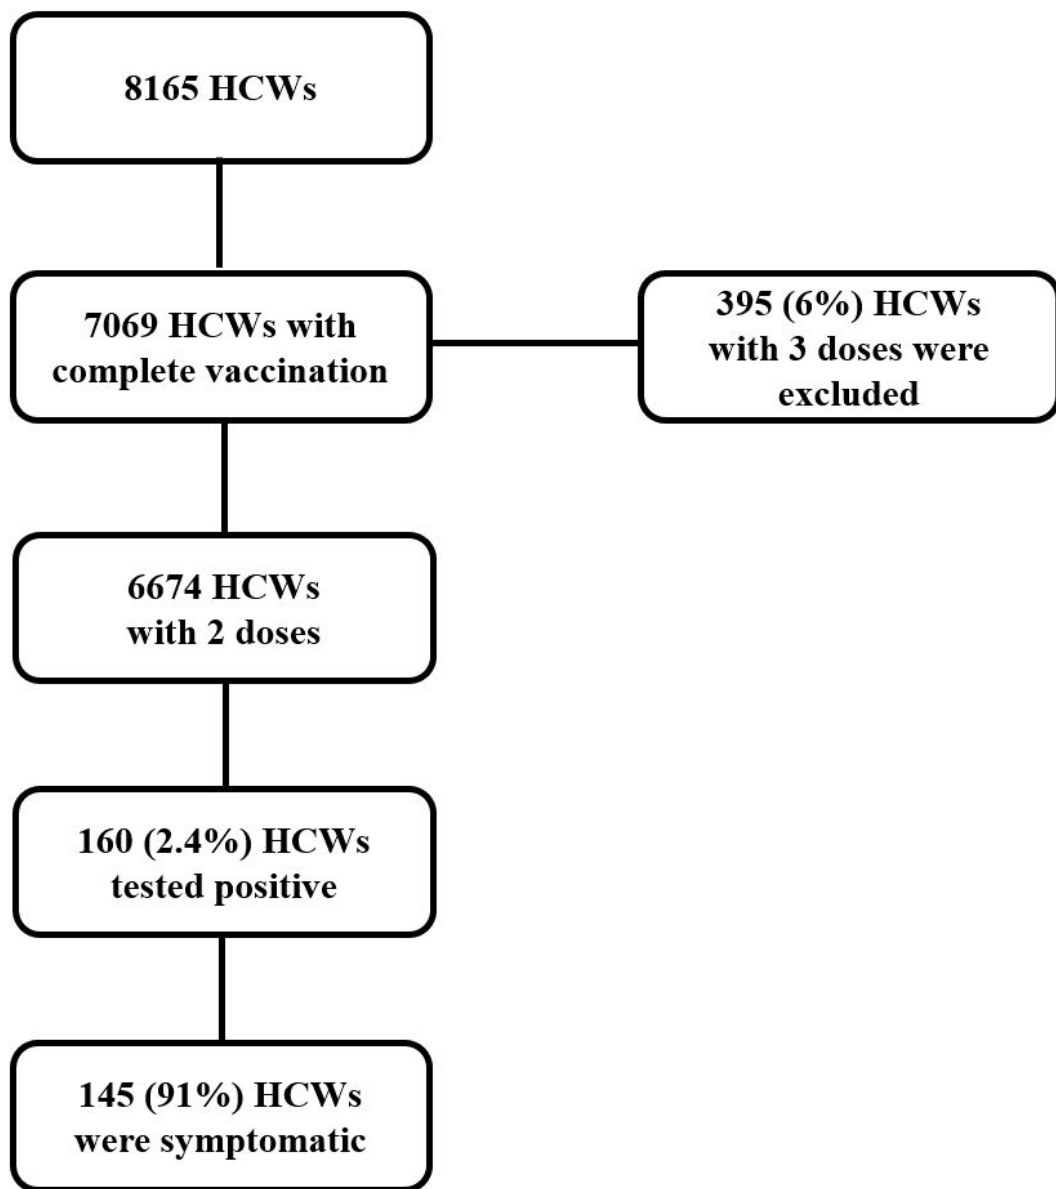 8165 HCWs
7069 HCWs with
complete vaccination
395 (6%) HCWs
with 3 doses were
excluded
6674 HCWs
with 2 doses
160 (2.4%) HCWs
tested positive
145 (91%) HCWs
were symptomatic